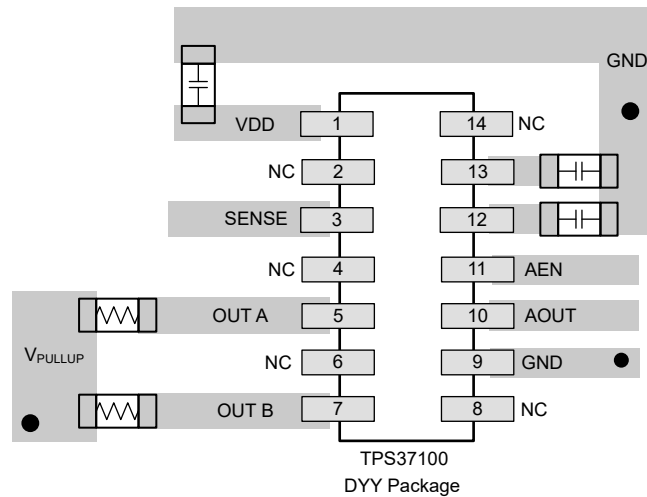 GND
VDD 1 14 NC
NC 2 13
SENSE 3 12
NC 4 11 AEN
OUT A 5 10 AOUT
VPULLUP
NC 6 9 GND
OUT B 7 8 NC
TPS37100
DYY Package